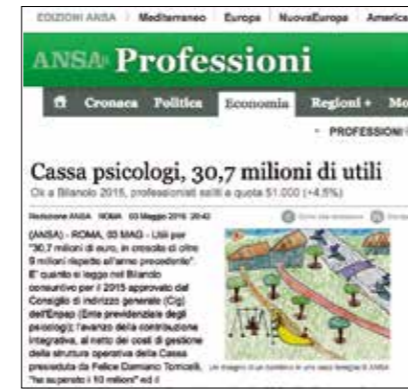 EDIZIONI ANSA Mediterraneo Europa NuovaEuropa America
ANSA Professioni
Cronaca Politica Economia Regioni + Mo
PROFESSIONI
Cassa psicologi, 30,7 milioni di utili
Ok a Bilancio 2015, professionisti saliti a quota 51.000 (+4,5%)
Redazione ANSA ROMA 03 Maggio 2016 20:42
(ANSA) - ROMA, 03 MAG - Utili per
"30,7 milioni di euro, in crescita di oltre
9 milioni rispetto all'anno precedente".
E' quanto si legge nel Bilancio
consuntivo per il 2015 approvato dal
Consiglio di indirizzo generale (Cig)
dell'Enpap (Ente previdenziale degli
psicologi); l'avanzo della contribuzione
integrativa, al netto dei costi di gestione
della struttura operativa della Cassa
presieduta da Felice Damiano Torricelli,
"ha superato i 10 milioni" ed il